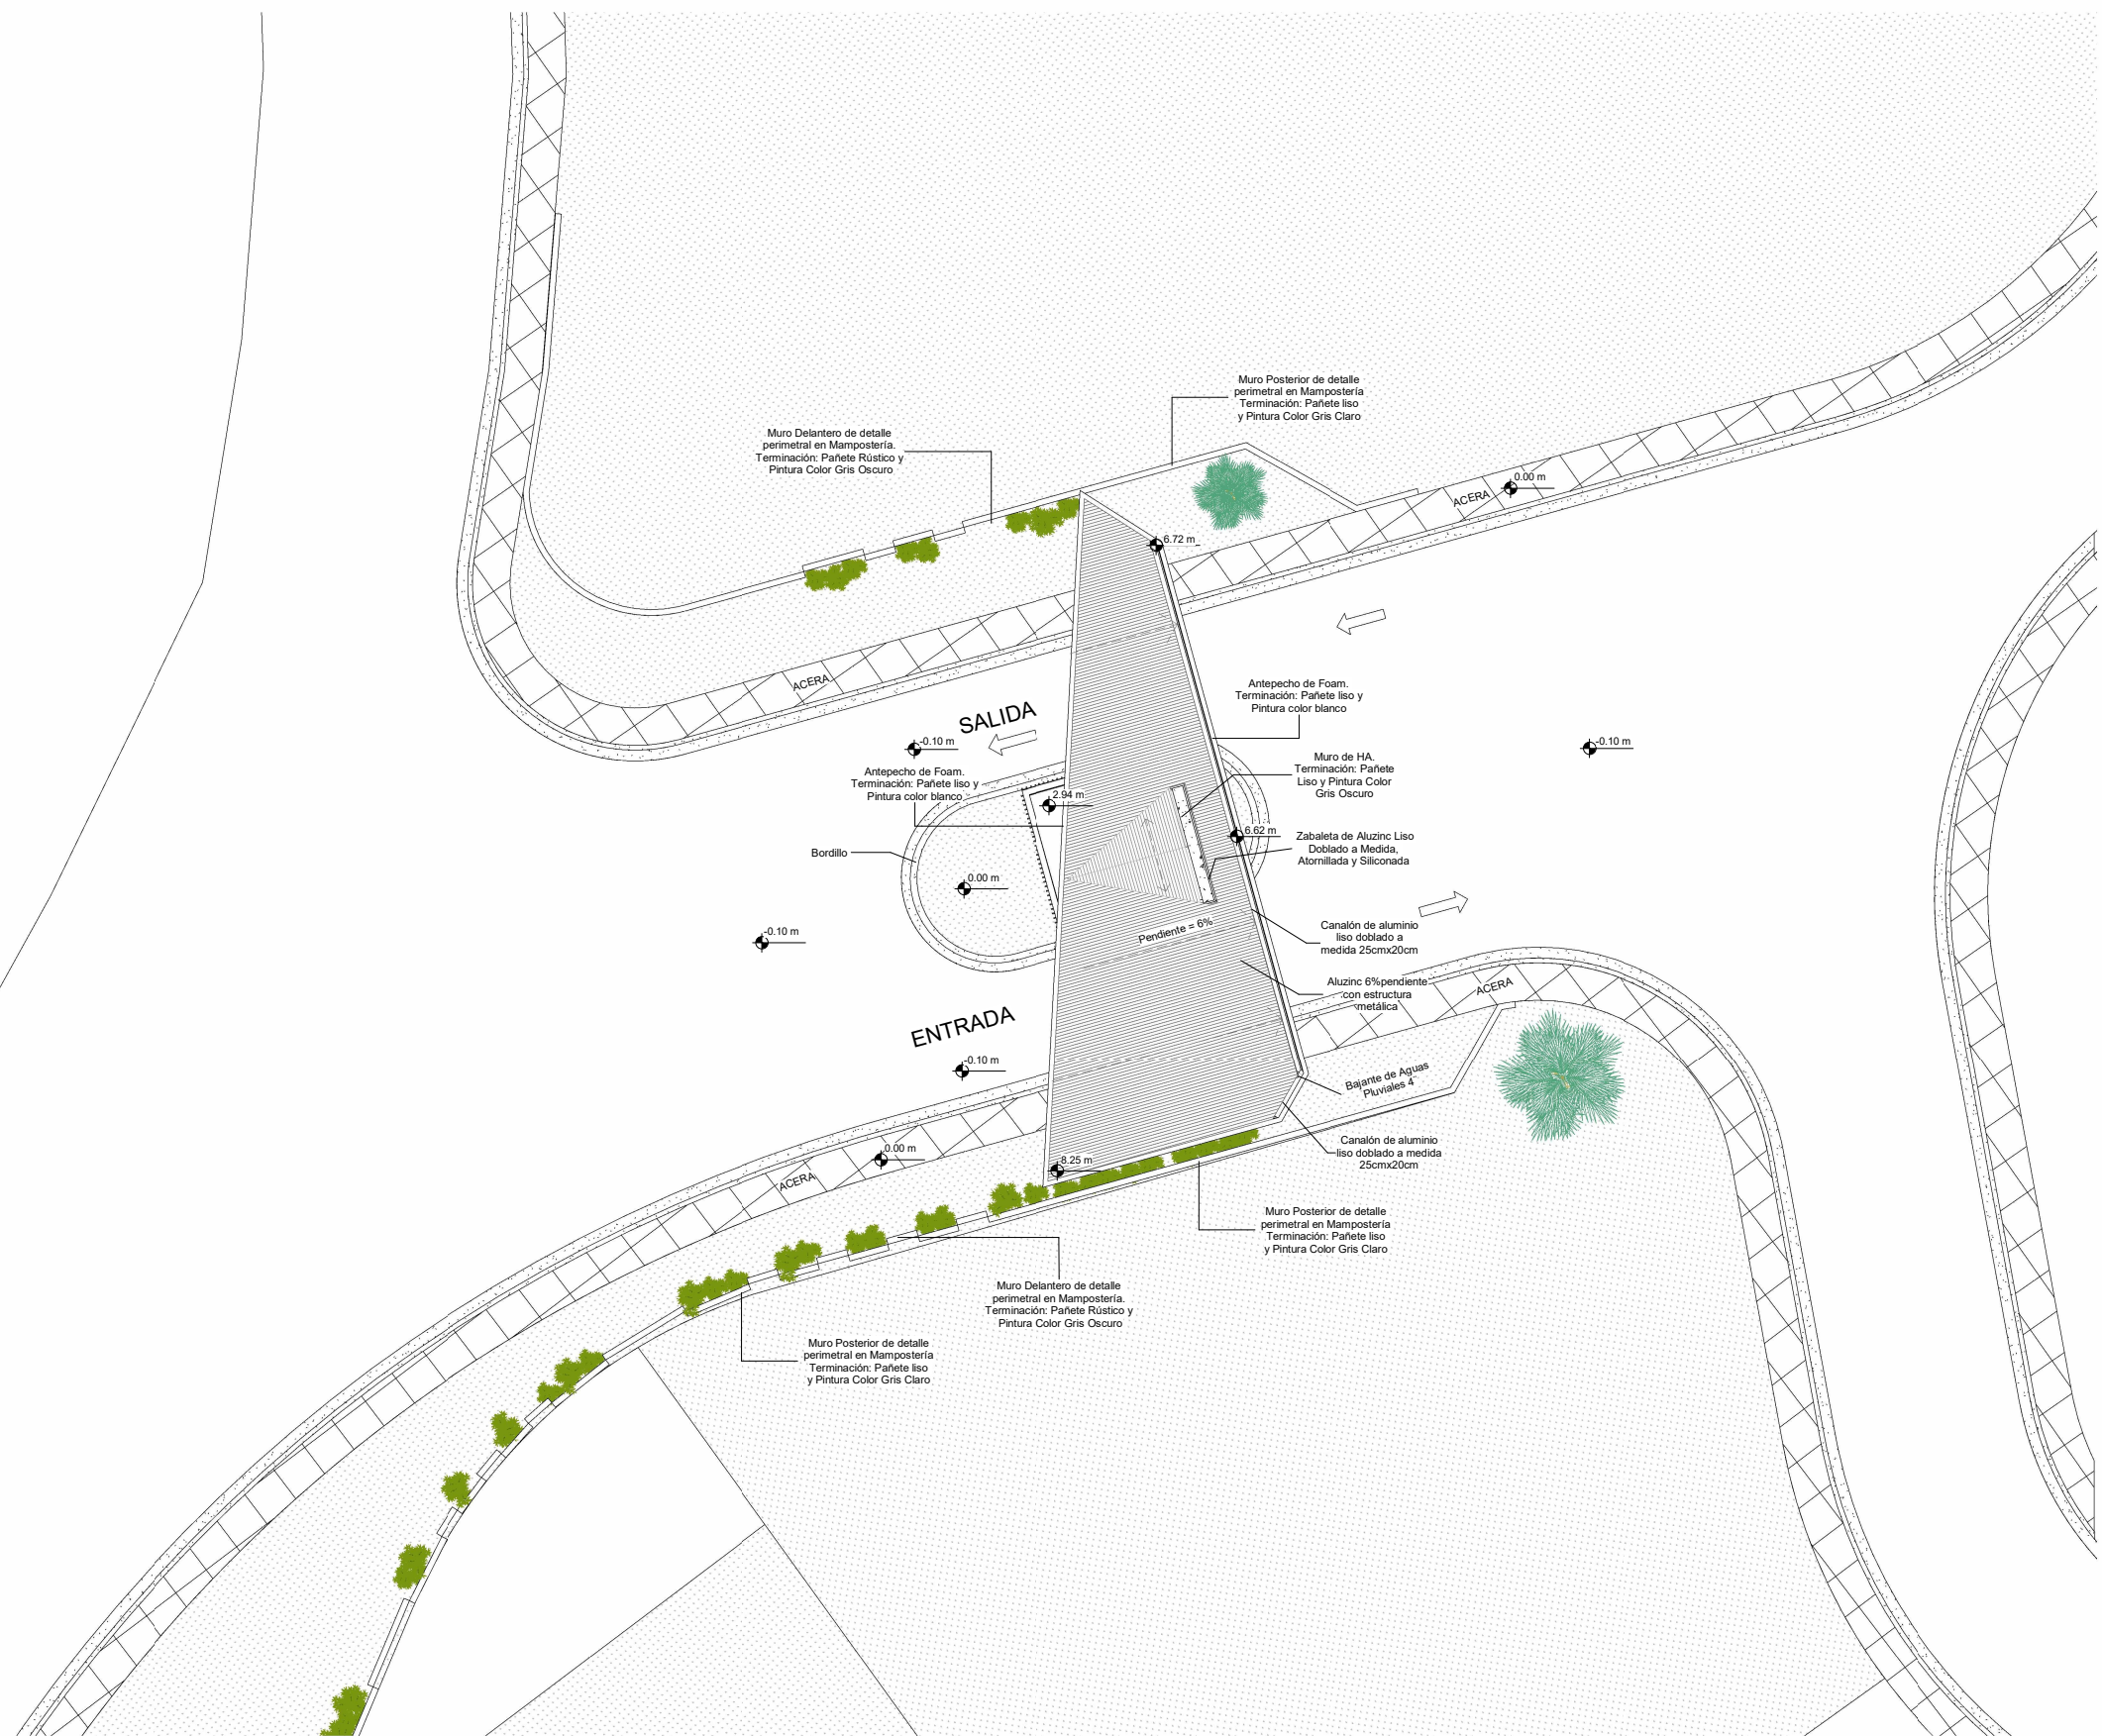 Muro Posterior de detalle
perimetral en Mampostería
Terminación: Pañete liso
y Pintura Color Gris Claro
Muro Delantero de detalle
perimetral en Mampostería.
Terminación: Pañete Rústico y
Pintura Color Gris Oscuro
0.00 m
ACERA
6.72 m
ACERA
SALIDA
Antepecho de Foam.
Terminación: Pañete liso y
Pintura color blanco
-0.10 m
-0.10 m
Muro de HA.
Terminación: Pañete
Liso y Pintura Color
Gris Oscuro
Antepecho de Foam.
Terminación: Pañete liso y
Pintura color blanco
2.94 m
6.62 m
Zabaleta de Aluzinc Liso
Doblado a Medida,
Atornillada y Siliconada
Bordillo
0.00 m
Pendiente = 6%
-0.10 m
Canalón de aluminio
liso doblado a
medida 25cmx20cm
Aluzinc 6%pendiente
con estructura
metálica
ACERA
ENTRADA
-0.10 m
Bajante de Aguas
Pluviales 4"
0.00 m
ACERA
8.25 m
Canalón de aluminio
liso doblado a medida
25cmx20cm
Muro Posterior de detalle
perimetral en Mampostería
Terminación: Pañete liso
y Pintura Color Gris Claro
Muro Delantero de detalle
perimetral en Mampostería.
Terminación: Pañete Rústico y
Pintura Color Gris Oscuro
Muro Posterior de detalle
perimetral en Mampostería
Terminación: Pañete liso
y Pintura Color Gris Claro